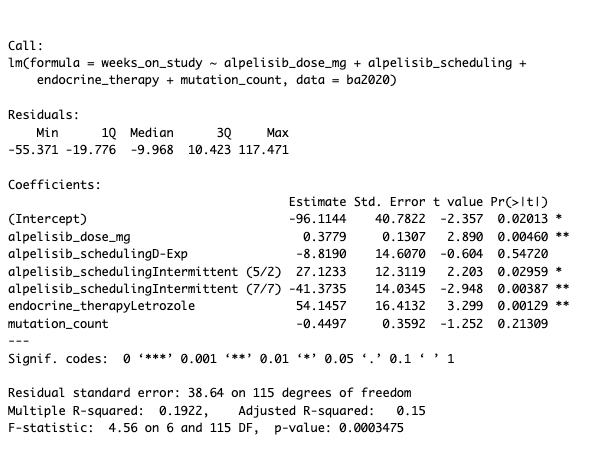 Call:
lm(formula = weeks_on_study ~ alpelisib_dose_mg + alpelisib_scheduling +
    endocrine_therapy + mutation_count, data = ba2020)

Residuals:
    Min      1Q  Median      3Q     Max
-55.371 -19.776  -9.968  10.423 117.471

Coefficients:
                                      Estimate Std. Error t value Pr(>|t|)
(Intercept)                           -96.1144    40.7822  -2.357  0.02013 *
alpelisib_dose_mg                       0.3779     0.1307   2.890  0.00460 **
alpelisib_schedulingD-Exp              -8.8190    14.6070  -0.604  0.54720
alpelisib_schedulingIntermittent (5/2)  27.1233    12.3119   2.203  0.02959 *
alpelisib_schedulingIntermittent (7/7) -41.3735    14.0345  -2.948  0.00387 **
endocrine_therapyLetrozole             54.1457    16.4132   3.299  0.00129 **
mutation_count                         -0.4497     0.3592  -1.252  0.21309
---
Signif. codes:  0 ‘***’ 0.001 ‘**’ 0.01 ‘*’ 0.05 ‘.’ 0.1 ‘ ’ 1

Residual standard error: 38.64 on 115 degrees of freedom
Multiple R-squared:  0.1922,    Adjusted R-squared:   0.15
F-statistic:  4.56 on 6 and 115 DF,  p-value: 0.0003475